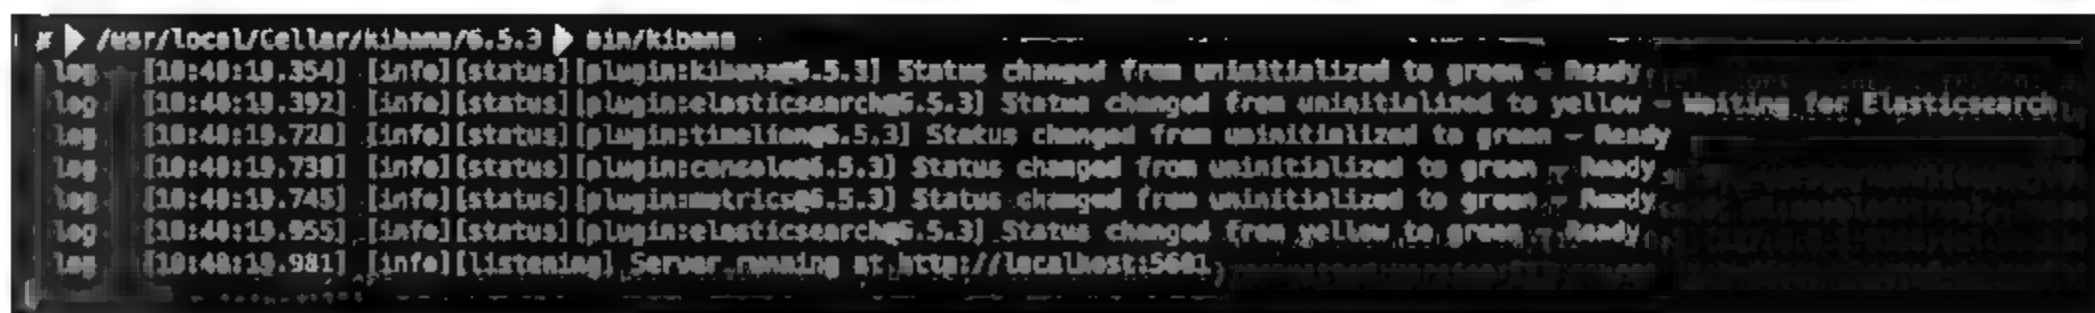 # /usr/local/Cellar/kibana/6.5.3 bin/kibana
log [10:40:19.354] [info][status][plugin:kibana@6.5.3] Status changed from uninitialized to green - Ready
log [10:40:19.392] [info][status][plugin:elasticsearch@6.5.3] Status changed from uninitialized to yellow - Waiting for Elasticsearch
log [10:40:19.728] [info][status][plugin:timelion@6.5.3] Status changed from uninitialized to green - Ready
log [10:40:19.738] [info][status][plugin:console@6.5.3] Status changed from uninitialized to green - Ready
log [10:40:19.745] [info][status][plugin:metrics@6.5.3] Status changed from uninitialized to green - Ready
log [10:40:19.955] [info][status][plugin:elasticsearch@6.5.3] Status changed from yellow to green - Ready
log [10:40:19.981] [info][listening] Server running at http://localhost:5601